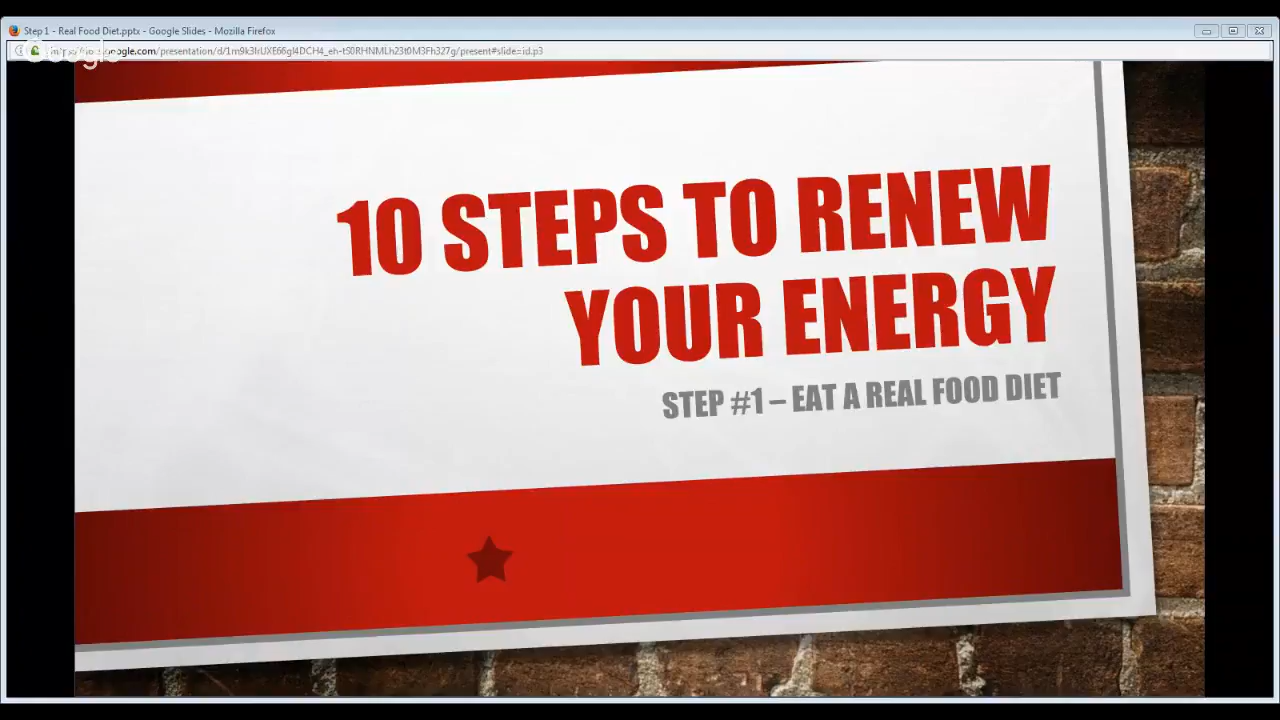 Step 1 - Real Food Diet.pptx - Google Slides - Mozilla Firefox
Google
10 STEPS TO RENEW
YOUR ENERGY
STEP #1 – EAT A REAL FOOD DIET